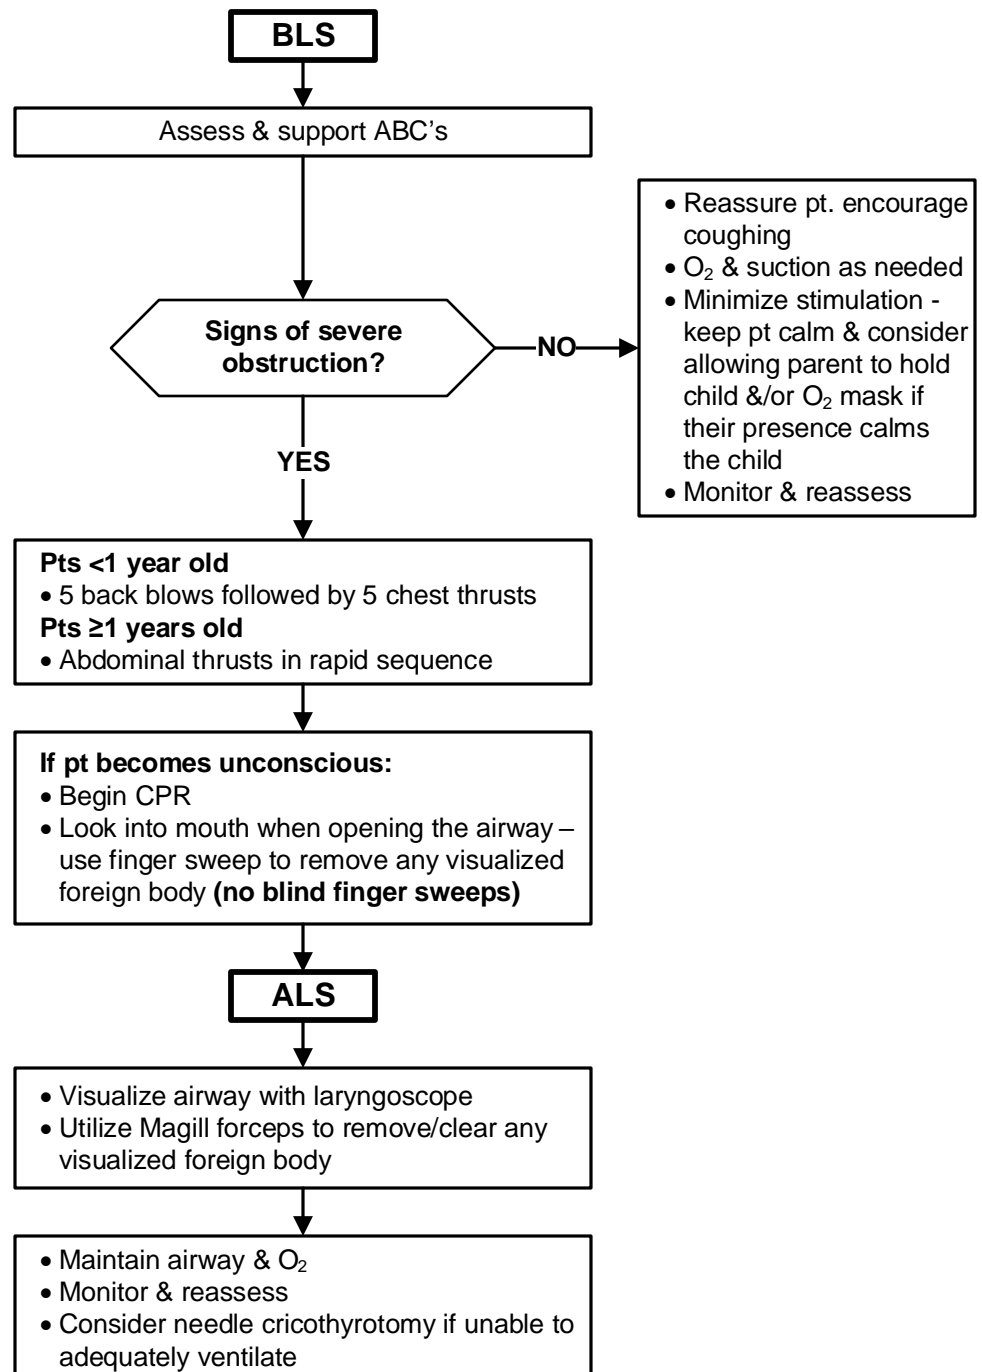 BLS
Assess & support ABC’s
Signs of severe
obstruction?
NO
• Reassure pt. encourage
coughing
• O₂ & suction as needed
• Minimize stimulation -
keep pt calm & consider
allowing parent to hold
child &/or O₂ mask if
their presence calms
the child
• Monitor & reassess
YES
Pts <1 year old
• 5 back blows followed by 5 chest thrusts
Pts ≥1 years old
• Abdominal thrusts in rapid sequence
If pt becomes unconscious:
• Begin CPR
• Look into mouth when opening the airway –
use finger sweep to remove any visualized
foreign body (no blind finger sweeps)
ALS
• Visualize airway with laryngoscope
• Utilize Magill forceps to remove/clear any
visualized foreign body
• Maintain airway & O₂
• Monitor & reassess
• Consider needle cricothyrotomy if unable to
adequately ventilate